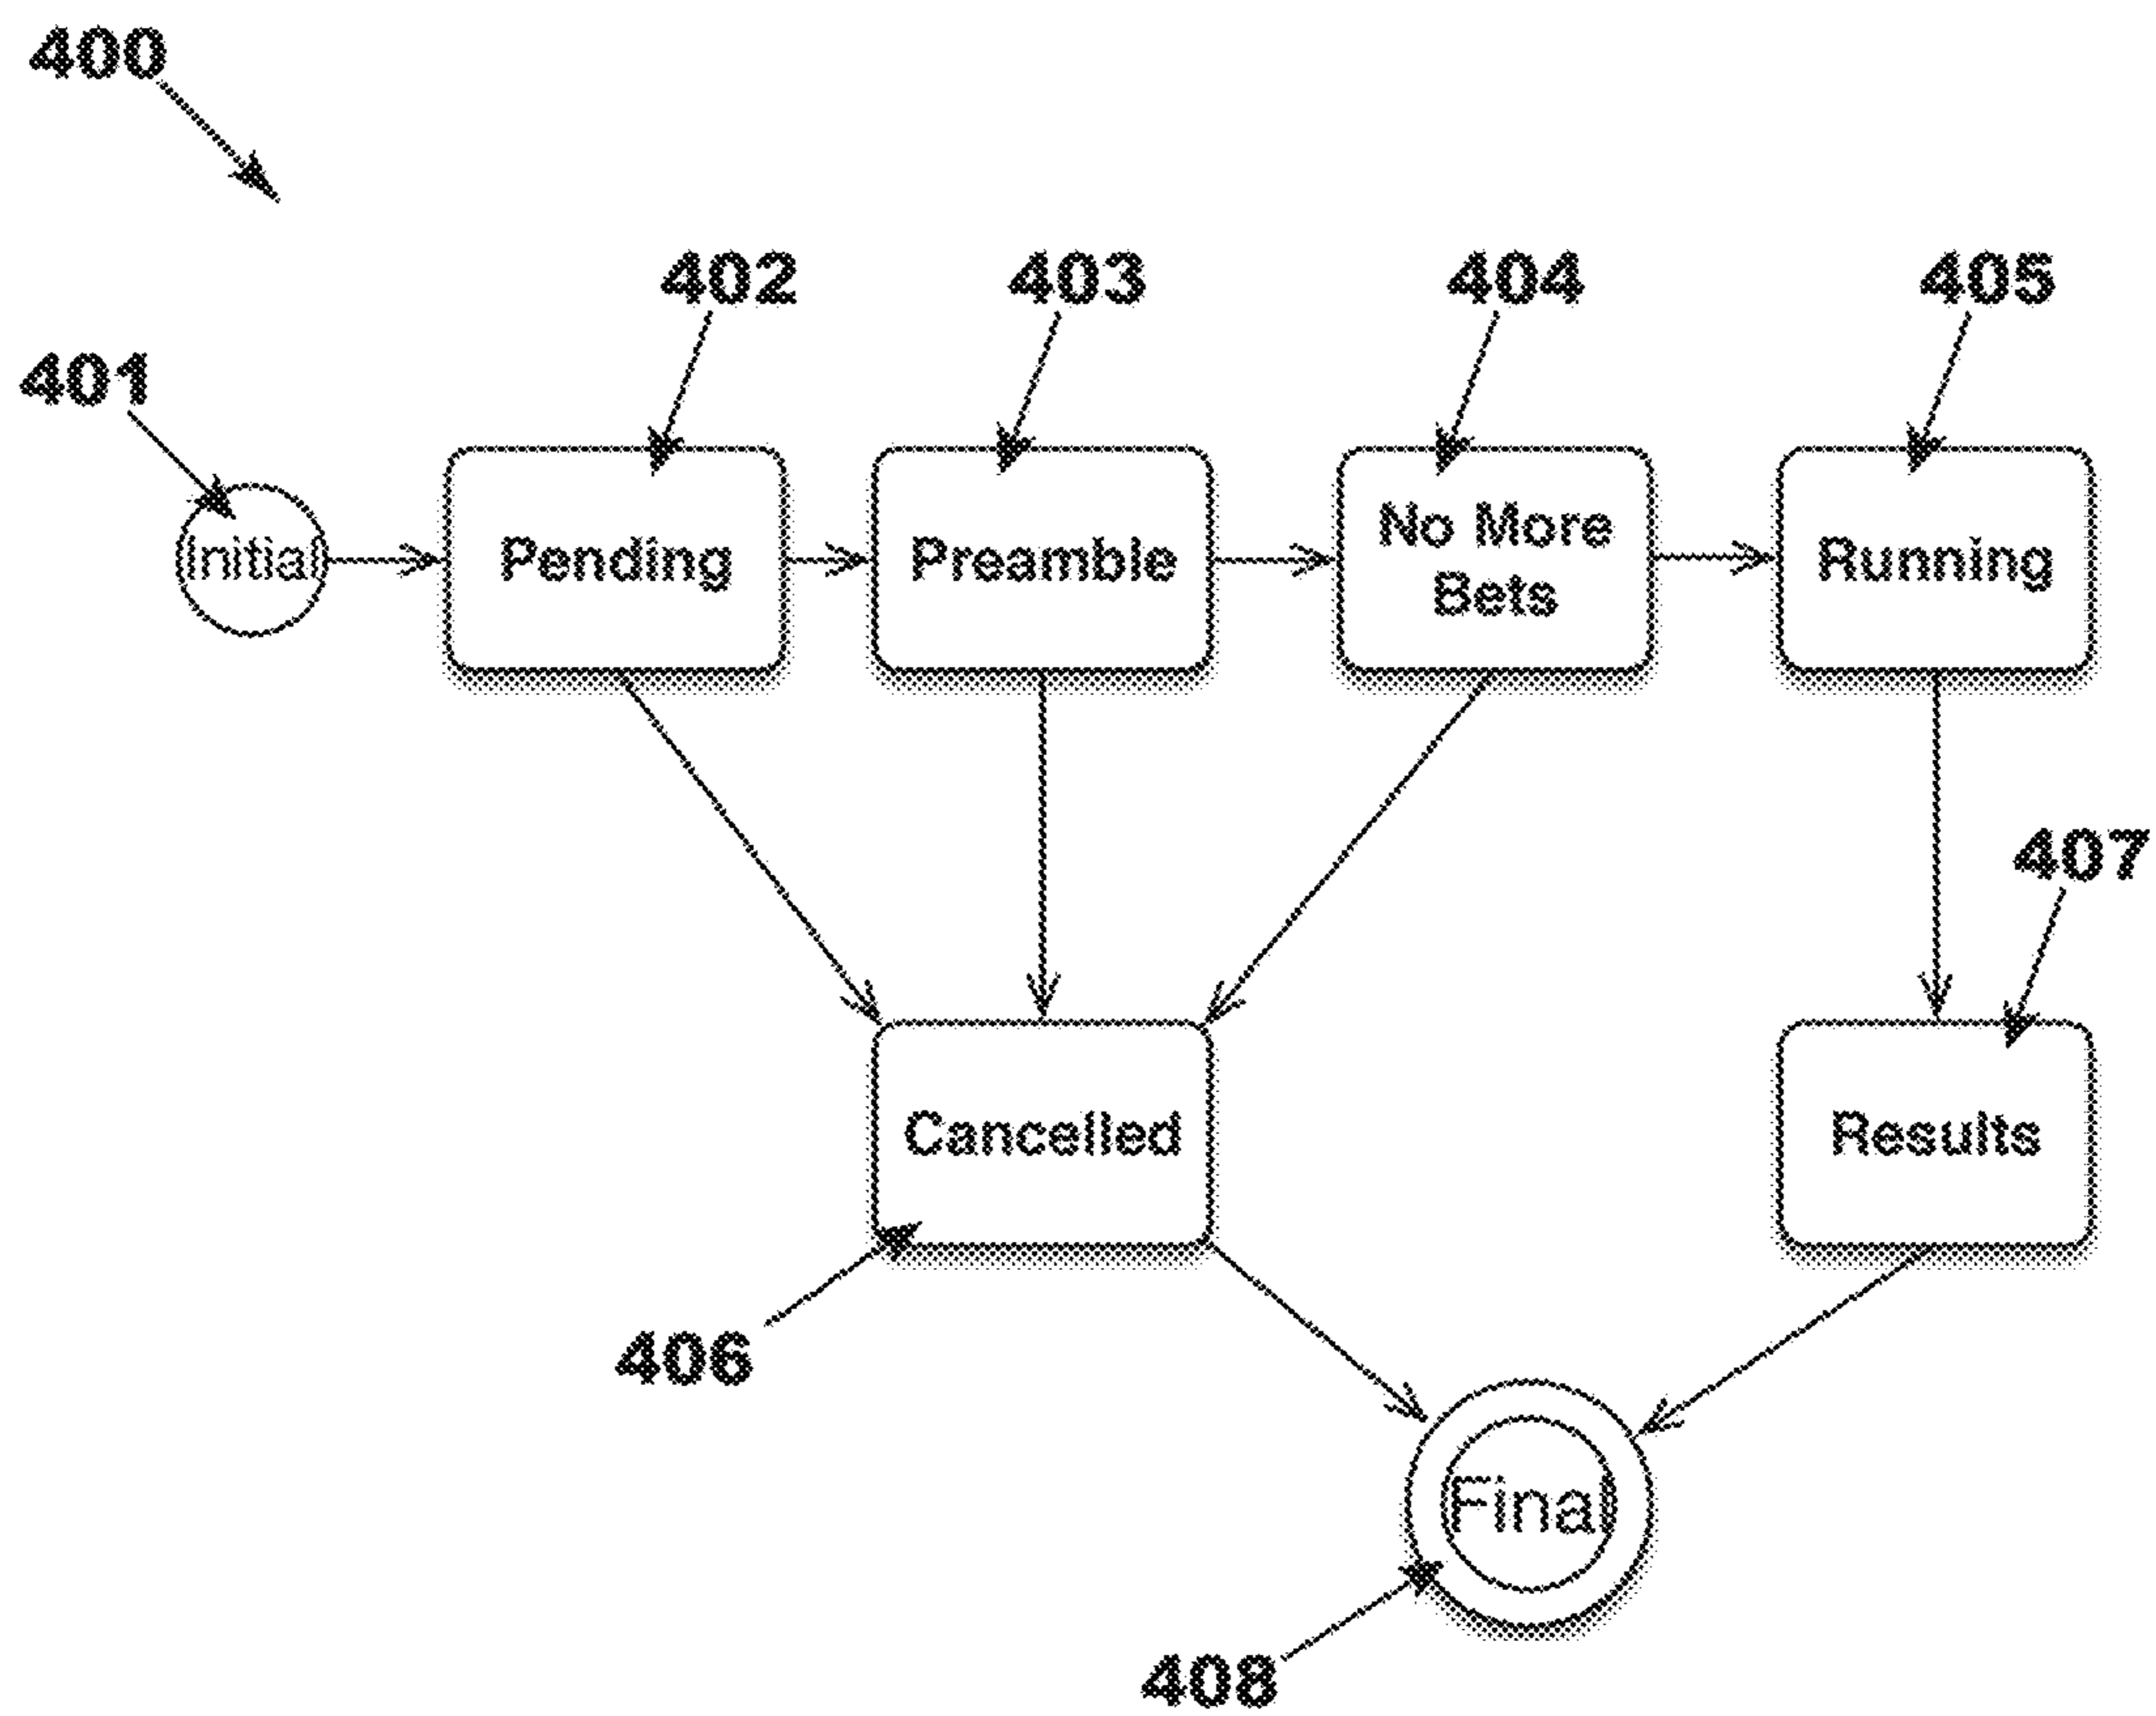 400
402
403
404
405
401
Initial
Pending
Preamble
No More
Bets
Running
407
Cancelled
Results
406
Final
408